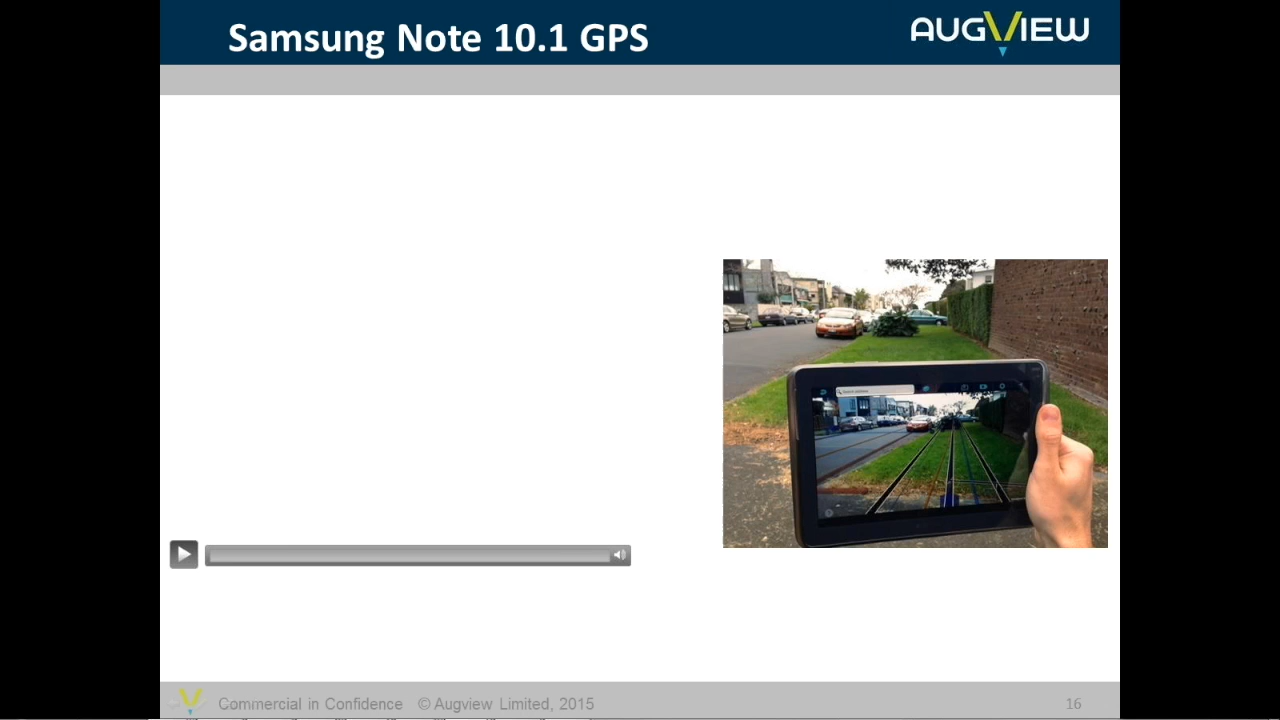 Samsung Note 10.1 GPS
AUGVIEW
Commercial in Confidence © Augview Limited, 2015
16